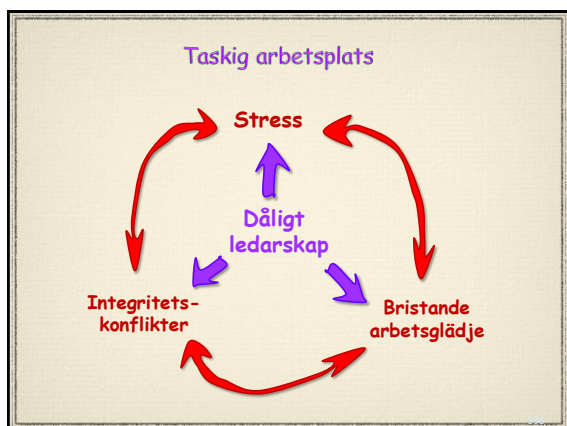 Taskig arbetsplats
Stress
Dåligt
ledarskap
Integritets-
konflikter
Bristande
arbetsglädje